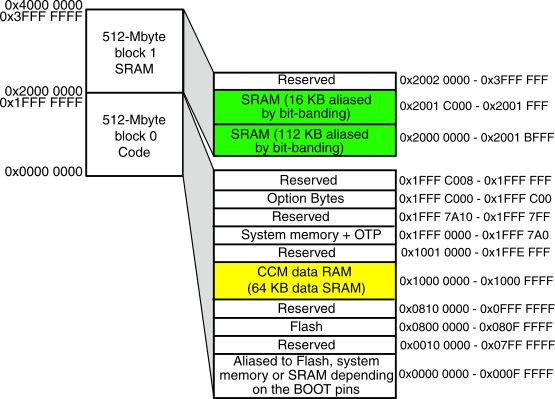 0x4000 0000
0x3FFF FFFF
512-Mbyte
block 1
SRAM
0x2000 0000
0x1FFF FFFF
512-Mbyte
block 0
Code
0x0000 0000
Reserved 0x2002 0000 - 0x3FFF FFF
SRAM (16 KB aliased
by bit-banding) 0x2001 C000 - 0x2001 FFF
SRAM (112 KB aliased
by bit-banding) 0x2000 0000 - 0x2001 BFFF
Reserved 0x1FFF C008 - 0x1FFF FFF
Option Bytes 0x1FFF C000 - 0x1FFF C00
Reserved 0x1FFF 7A10 - 0x1FFF 7FF
System memory + OTP 0x1FFF 0000 - 0x1FFF 7A0
Reserved 0x1001 0000 - 0x1FFE FFF
CCM data RAM
(64 KB data SRAM) 0x1000 0000 - 0x1000 FFFF
Reserved 0x0810 0000 - 0x0FFF FFFF
Flash 0x0800 0000 - 0x080F FFFF
Reserved 0x0010 0000 - 0x07FF FFFF
Aliased to Flash, system
memory or SRAM depending 0x0000 0000 - 0x000F FFFF
on the BOOT pins